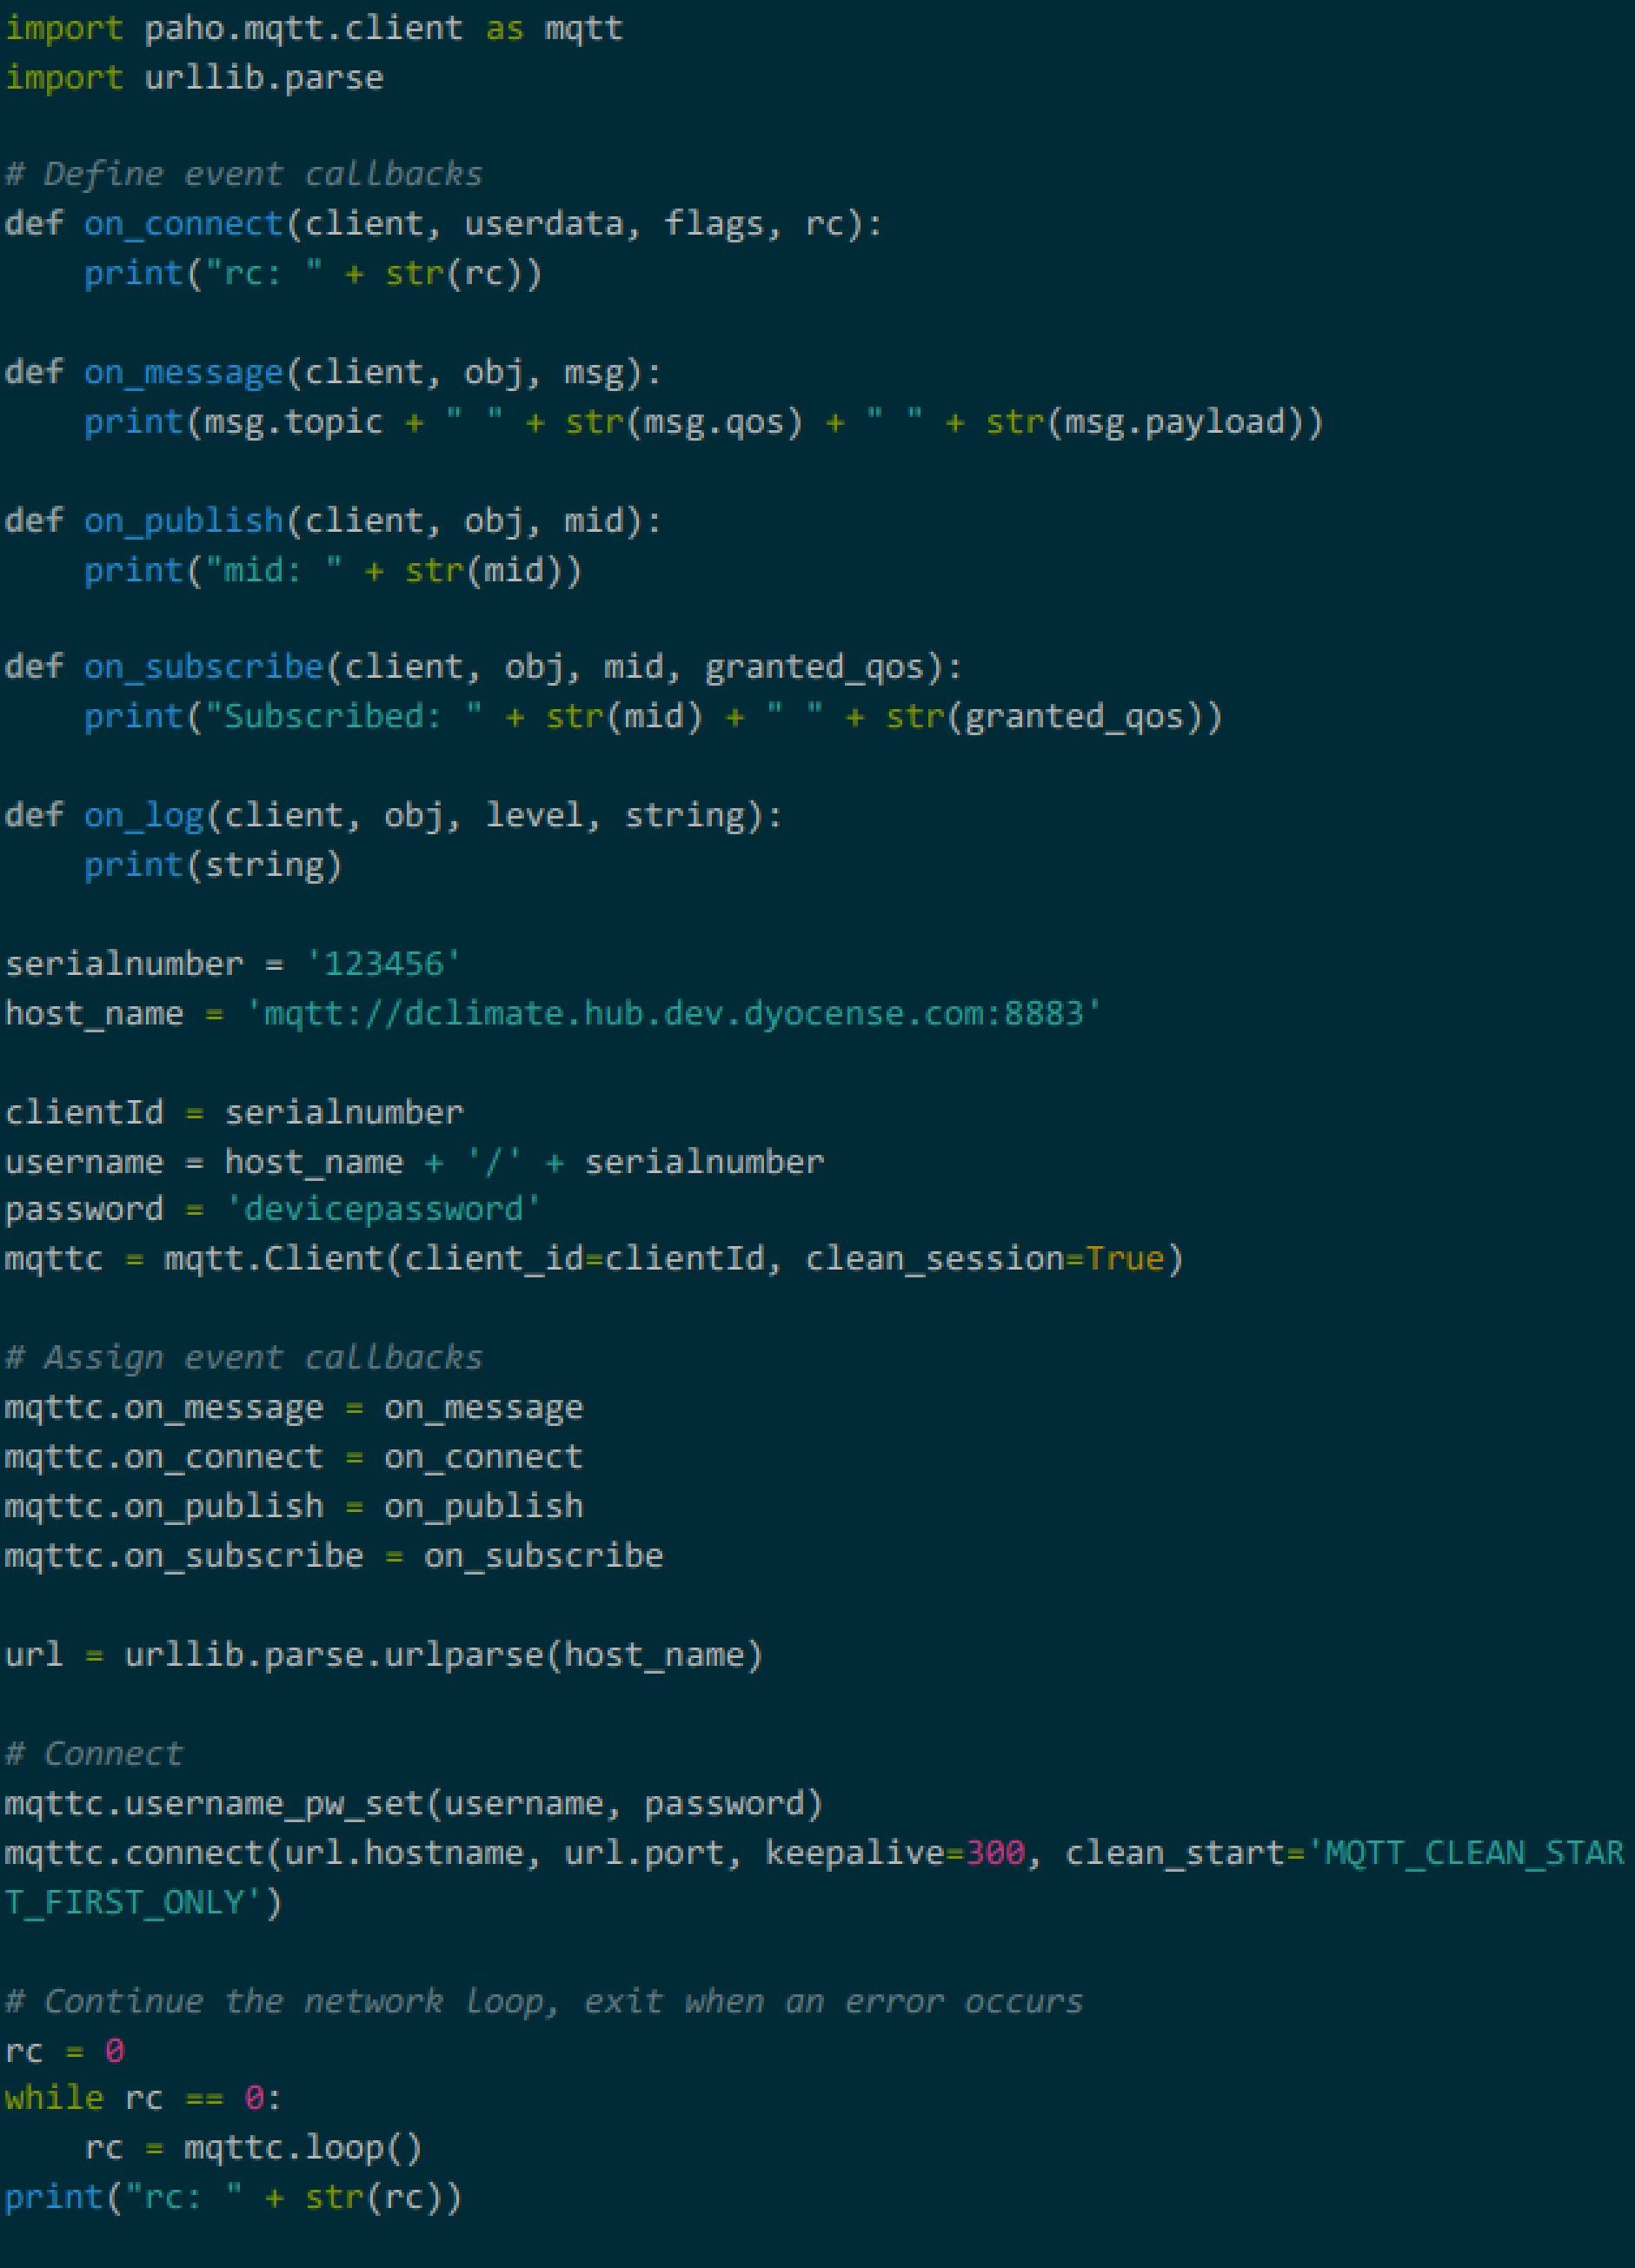 import paho.mqtt.client as mqtt
import urllib.parse
# Define event callbacks
def on_connect(client, userdata, flags, rc):
    print("rc: " + str(rc))
def on_message(client, obj, msg):
    print(msg.topic + " " + str(msg.qos) + " " + str(msg.payload))
def on_publish(client, obj, mid):
    print("mid: " + str(mid))
def on_subscribe(client, obj, mid, granted_qos):
    print("Subscribed: " + str(mid) + " " + str(granted_qos))
def on_log(client, obj, level, string):
    print(string)
serialnumber = '123456'
host_name = 'mqtt://dclimate.hub.dev.dyocense.com:8883'
clientId = serialnumber
username = host_name + '/' + serialnumber
password = 'devicepassword'
mqttc = mqtt.Client(client_id=clientId, clean_session=True)
# Assign event callbacks
mqttc.on_message = on_message
mqttc.on_connect = on_connect
mqttc.on_publish = on_publish
mqttc.on_subscribe = on_subscribe
url = urllib.parse.urlparse(host_name)
# Connect
mqttc.username_pw_set(username, password)
mqttc.connect(url.hostname, url.port, keepalive=300, clean_start='MQTT_CLEAN_STAR
T_FIRST_ONLY')
# Continue the network loop, exit when an error occurs
rc = 0
while rc == 0:
    rc = mqttc.loop()
print("rc: " + str(rc))